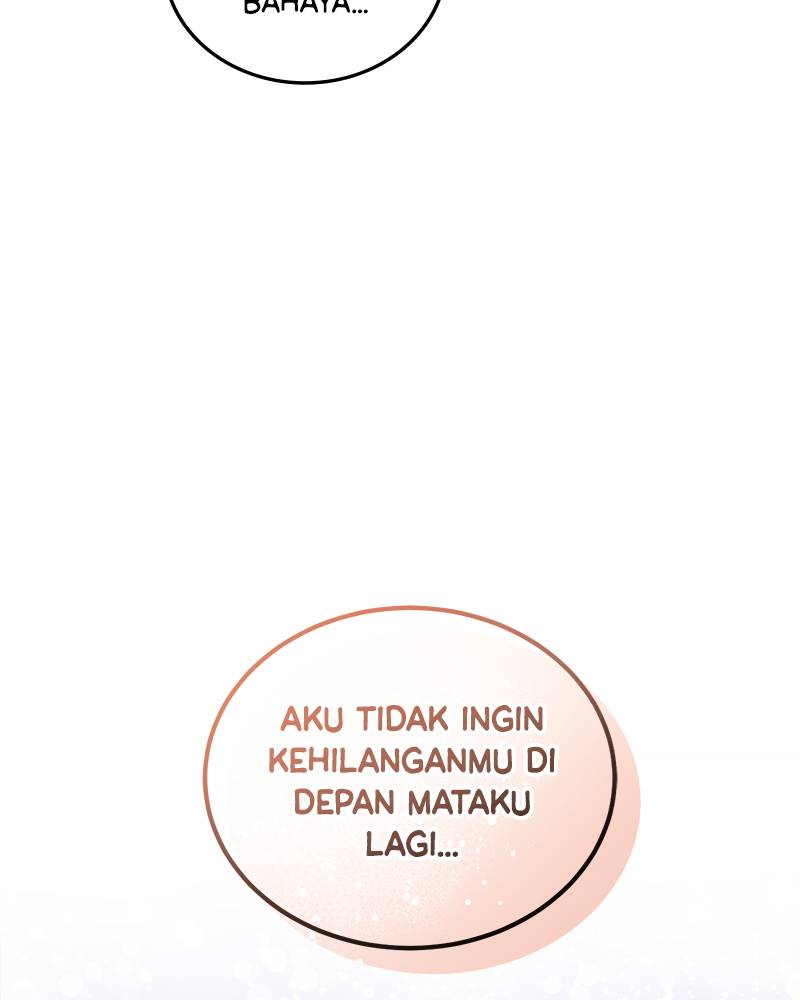 BAHAYA...
AKU TIDAK INGIN
KEHILANGANMU DI
DEPAN MATAKU
LAGI...